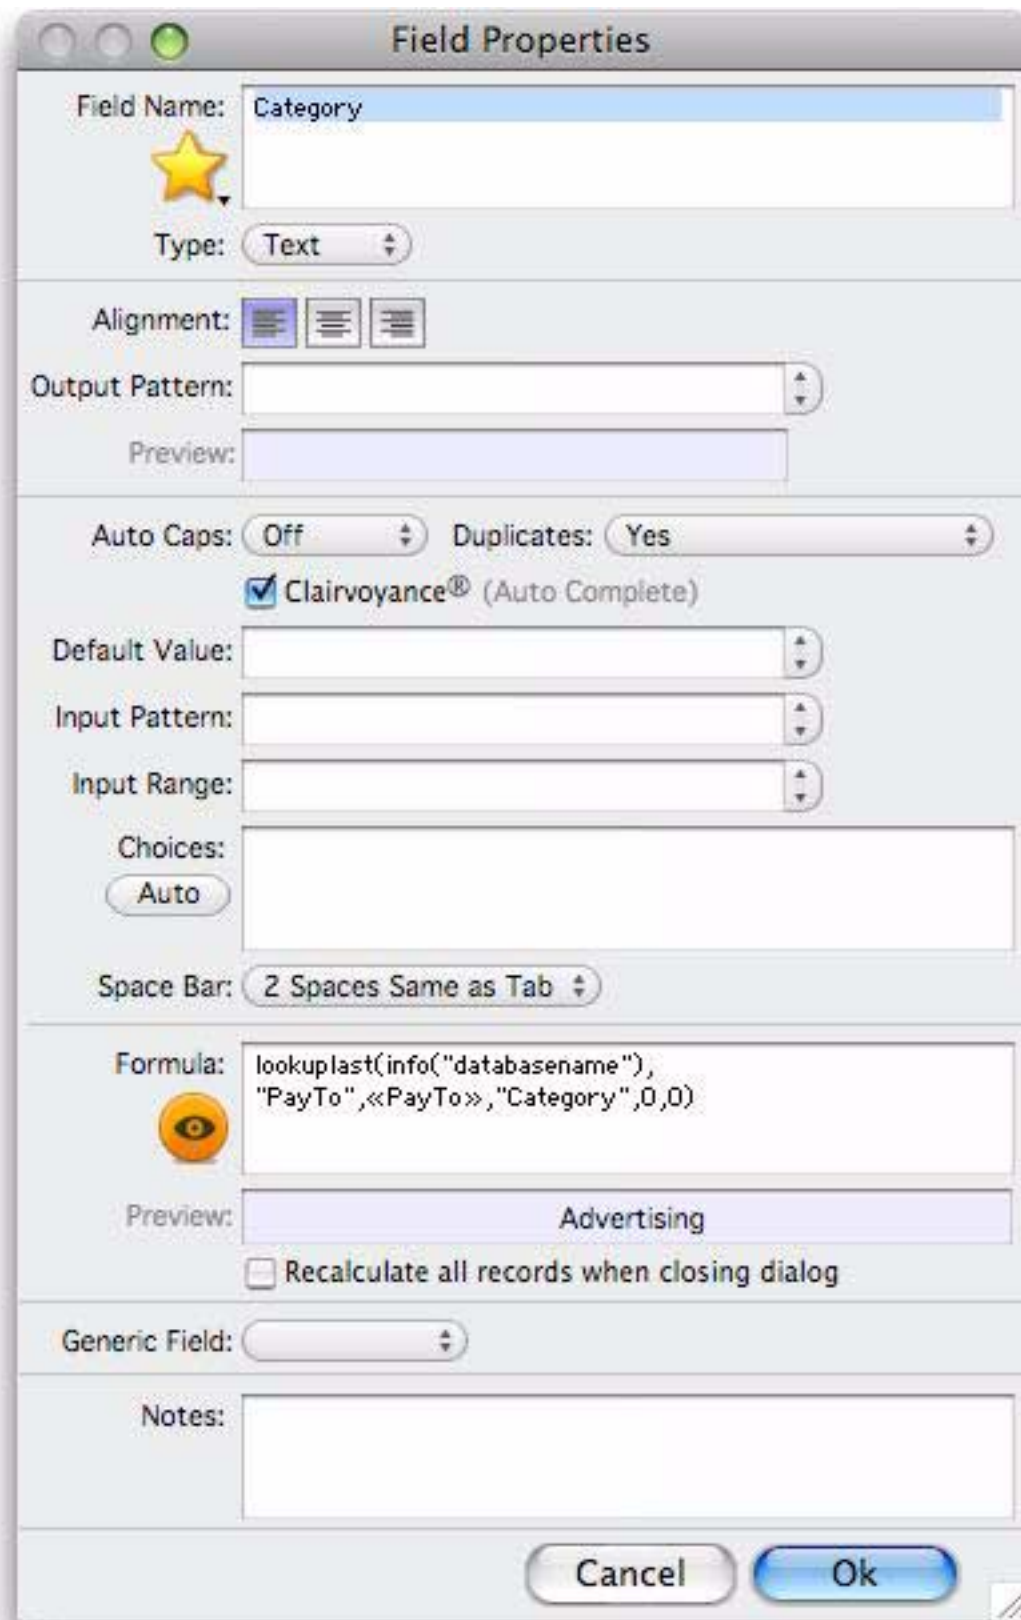 Field Properties
Field Name: Category
Type: Text
Alignment:
Output Pattern:
Preview:
Auto Caps: Off Duplicates: Yes
Clairvoyance® (Auto Complete)
Default Value:
Input Pattern:
Input Range:
Choices:
Auto
Space Bar: 2 Spaces Same as Tab
Formula: lookuplast(info("databasename"),
"PayTo",«PayTo»,"Category",0,0)
Preview: Advertising
Recalculate all records when closing dialog
Generic Field:
Notes:
Cancel Ok